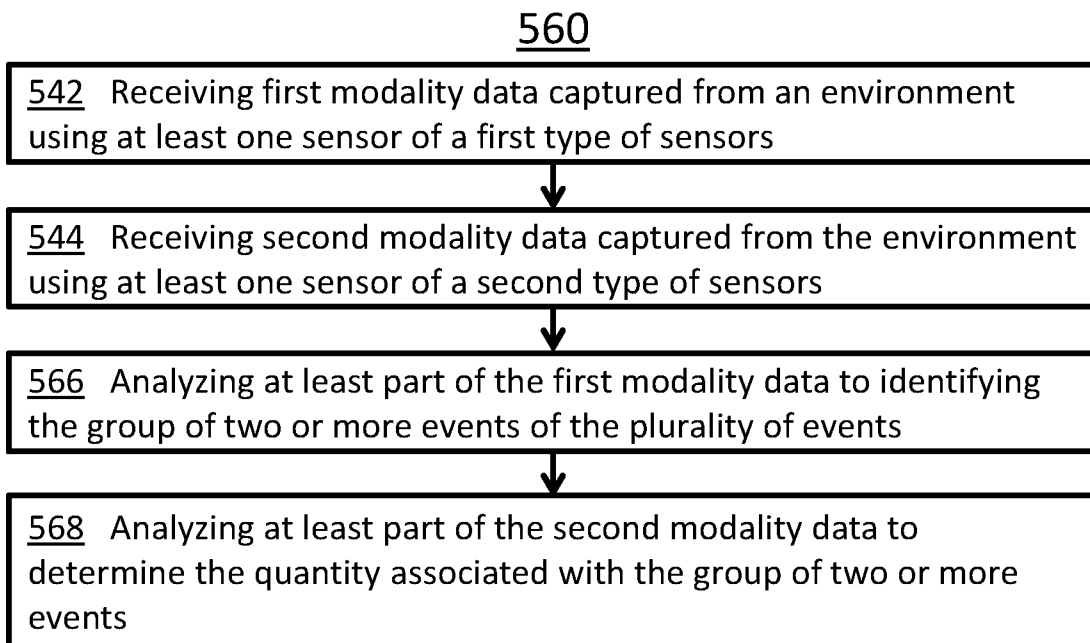 560
542 Receiving first modality data captured from an environment
using at least one sensor of a first type of sensors
544 Receiving second modality data captured from the environment
using at least one sensor of a second type of sensors
566 Analyzing at least part of the first modality data to identifying
the group of two or more events of the plurality of events
568 Analyzing at least part of the second modality data to
determine the quantity associated with the group of two or more
events